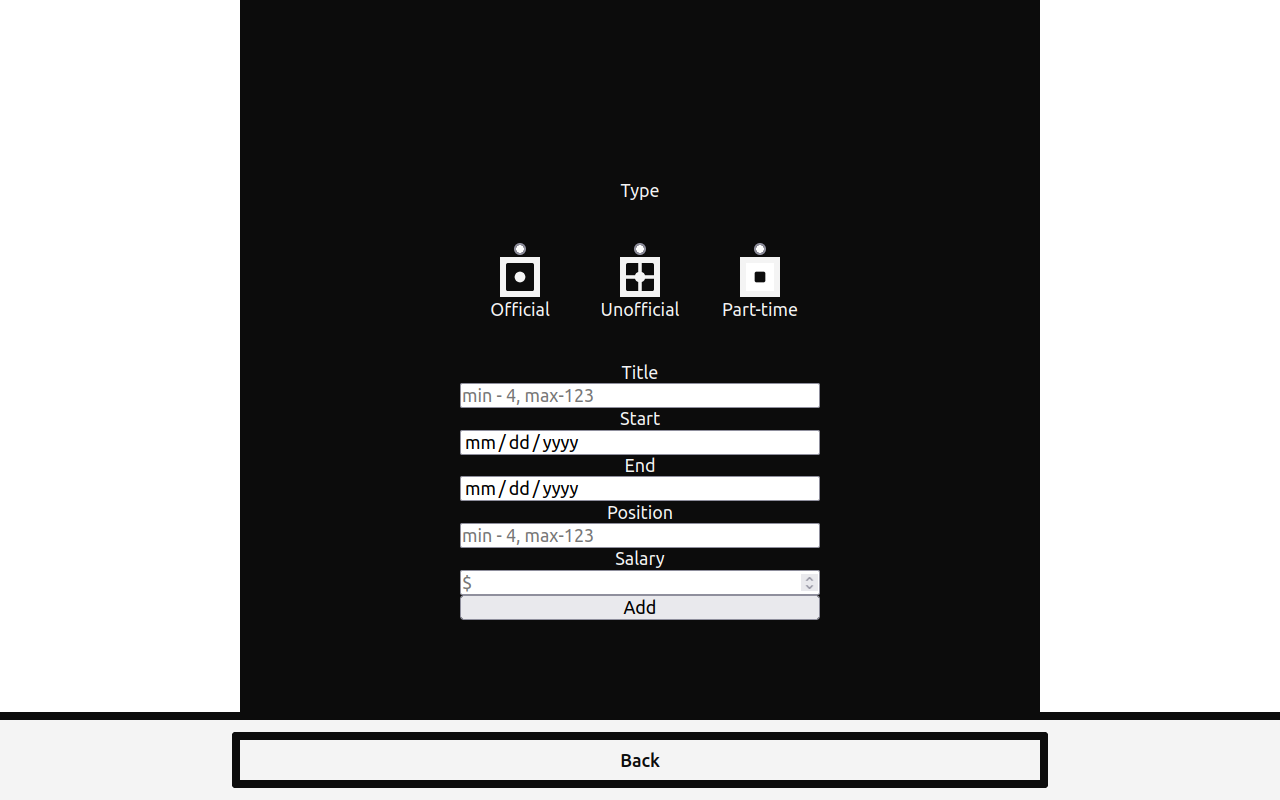 Type
Official Unofficial Part-time
Title
min - 4, max-123
Start
mm/dd/yyyy
End
mm/dd/yyyy
Position
min - 4, max-123
Salary
$
Add
Back